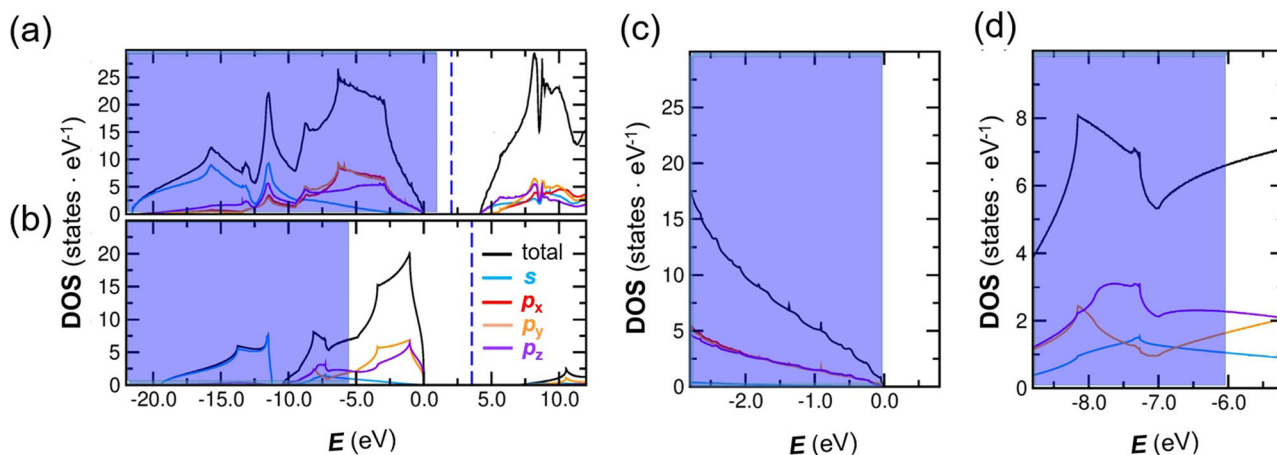 (a)
DOS (states · eV⁻¹)
25
20
15
10
5
0
(b)
20
15
10
5
0
total
s
pₓ
pᵧ
p_z
-20.0 -15.0 -10.0 -5.0 0.0 5.0 10.0
E (eV)
(c)
DOS (states · eV⁻¹)
25
20
15
10
5
0
-2.0 -1.0 0.0
E (eV)
(d)
DOS (states · eV⁻¹)
10
8
6
4
2
0
-8.0 -7.0 -6.0
E (eV)